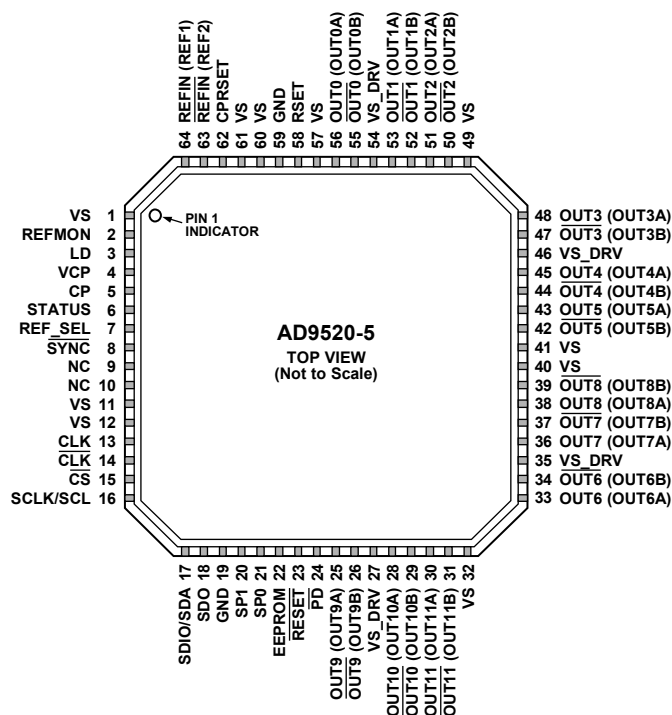 64 REFIN (REF1)
63 REFIN (REF2)
62 CPRSET
61 VS
60 VS
59 GND
58 RSET
57 VS
56 OUT0 (OUT0A)
55 OUT0 (OUT0B)
54 VS_DRV
53 OUT1 (OUT1A)
52 OUT1 (OUT1B)
51 OUT2 (OUT2A)
50 OUT2 (OUT2B)
49 VS
VS 1
REFMON 2
LD 3
VCP 4
CP 5
STATUS 6
REF_SEL 7
SYNC 8
NC 9
NC 10
VS 11
VS 12
CLK 13
CLK 14
CS 15
SCLK/SCL 16
PIN 1
INDICATOR
AD9520-5
TOP VIEW
(Not to Scale)
48 OUT3 (OUT3A)
47 OUT3 (OUT3B)
46 VS_DRV
45 OUT4 (OUT4A)
44 OUT4 (OUT4B)
43 OUT5 (OUT5A)
42 OUT5 (OUT5B)
41 VS
40 VS
39 OUT8 (OUT8B)
38 OUT8 (OUT8A)
37 OUT7 (OUT7B)
36 OUT7 (OUT7A)
35 VS_DRV
34 OUT6 (OUT6B)
33 OUT6 (OUT6A)
SDIO/SDA 17
SDO 18
GND 19
SP1 20
SP0 21
EEPROM 22
RESET 23
PD 24
OUT9 (OUT9A) 25
OUT9 (OUT9B) 26
VS_DRV 27
OUT10 (OUT10A) 28
OUT10 (OUT10B) 29
OUT11 (OUT11A) 30
OUT11 (OUT11B) 31
VS 32